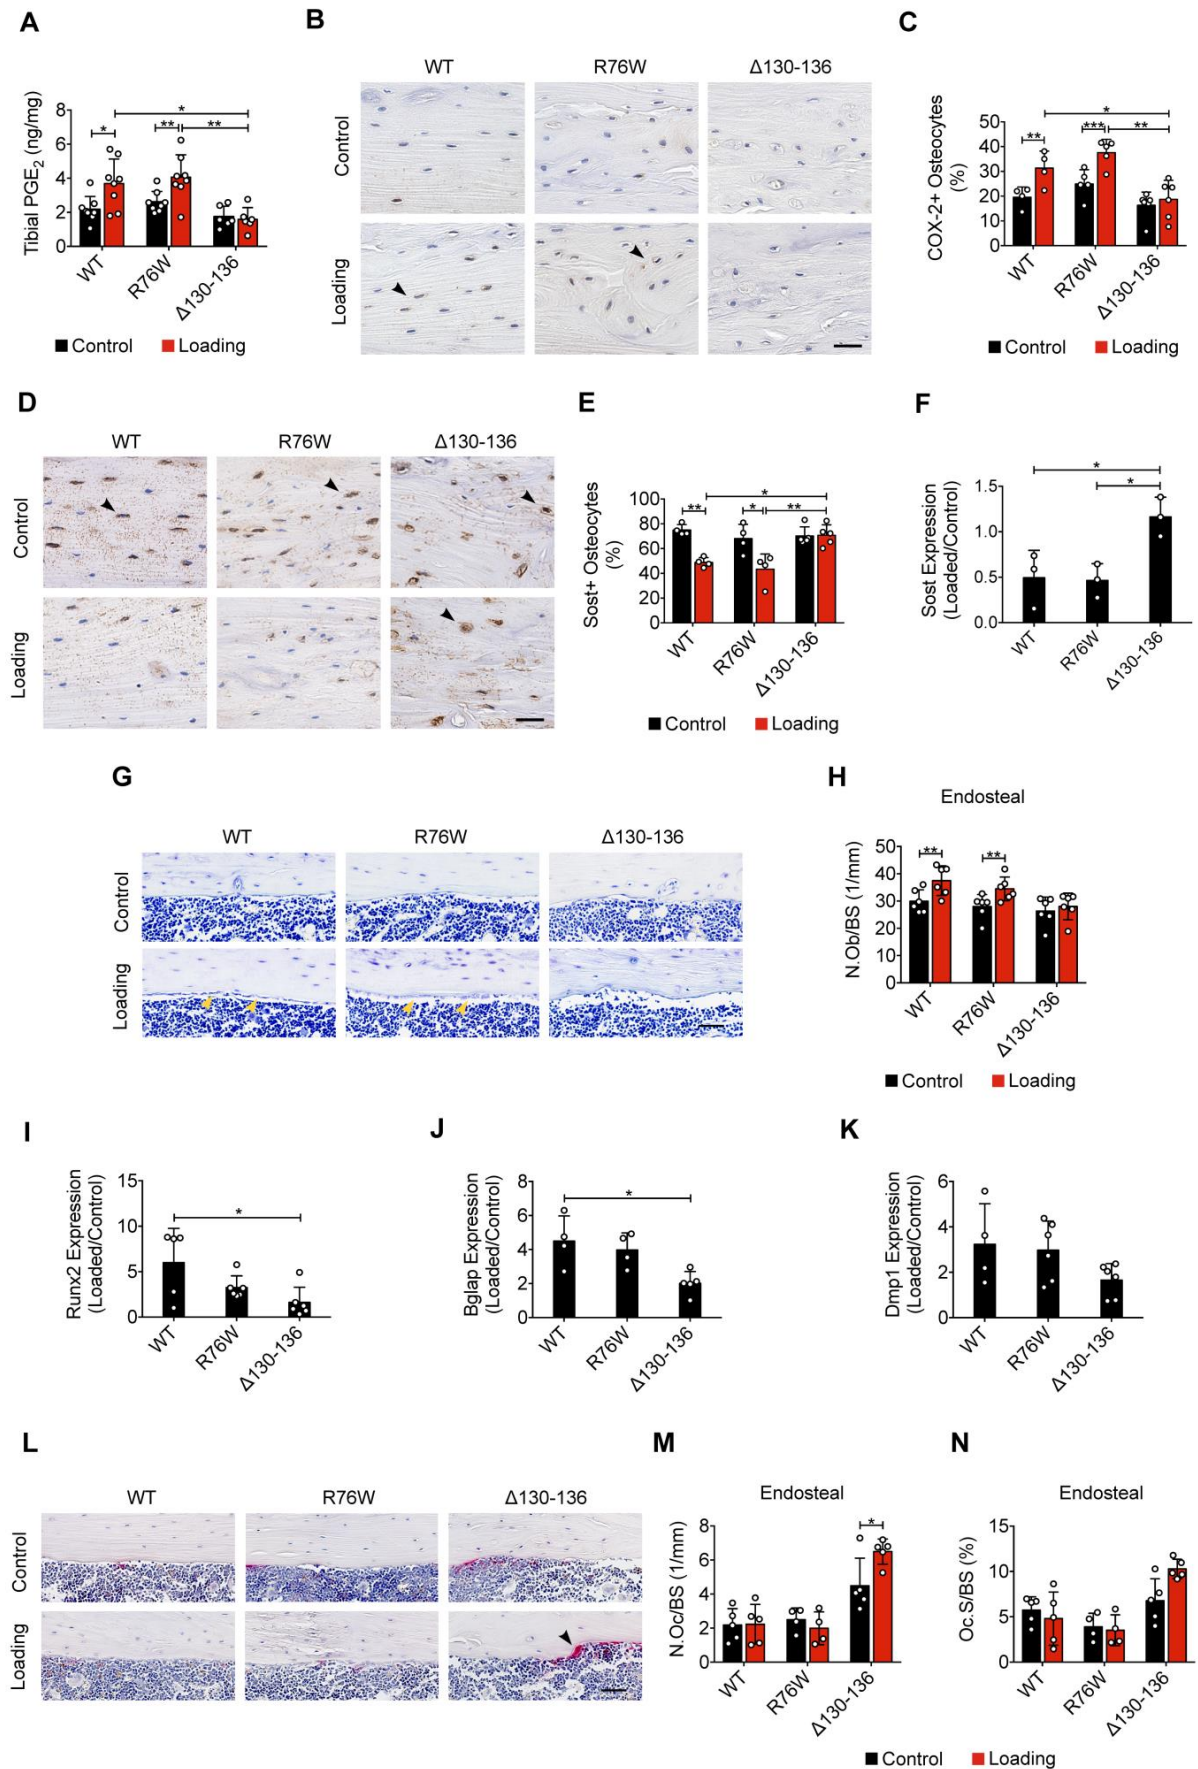 A
B
C
WT
R76W
Δ130-136
Control
Loading
Tibial PGE2 (ng/mg)
8
6
4
2
0
*
*
**
**
WT
R76W
Δ130-136
Control
Loading
COX-2+ Osteocytes
(%)
50
40
30
20
10
0
*
**
***
**
WT
R76W
Δ130-136
Control
Loading
D
E
F
WT
R76W
Δ130-136
Control
Loading
Sost+ Osteocytes
(%)
100
80
60
40
20
0
*
**
*
**
WT
R76W
Δ130-136
Control
Loading
Sost Expression
(Loaded/Control)
1.5
1.0
0.5
0.0
*
*
WT
R76W
Δ130-136
G
H
WT
R76W
Δ130-136
Control
Loading
Endosteal
N.Ob/BS (1/mm)
50
40
30
20
10
0
**
**
WT
R76W
Δ130-136
Control
Loading
I
J
K
Runx2 Expression
(Loaded/Control)
15
10
5
0
*
WT
R76W
Δ130-136
Bglap Expression
(Loaded/Control)
8
6
4
2
0
*
WT
R76W
Δ130-136
Dmp1 Expression
(Loaded/Control)
6
4
2
0
WT
R76W
Δ130-136
L
M
N
WT
R76W
Δ130-136
Control
Loading
Endosteal
N.Oc/BS (1/mm)
8
6
4
2
0
*
WT
R76W
Δ130-136
Endosteal
Oc.S/BS (%)
15
10
5
0
WT
R76W
Δ130-136
Control
Loading